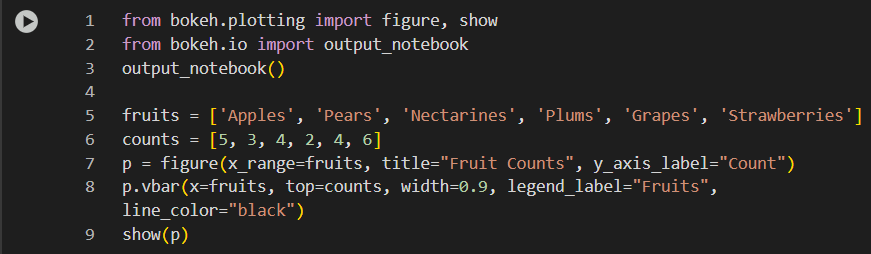 1 from bokeh.plotting import figure, show
2 from bokeh.io import output_notebook
3 output_notebook()
4
5 fruits = ['Apples', 'Pears', 'Nectarines', 'Plums', 'Grapes', 'Strawberries']
6 counts = [5, 3, 4, 2, 4, 6]
7 p = figure(x_range=fruits, title="Fruit Counts", y_axis_label="Count")
8 p.vbar(x=fruits, top=counts, width=0.9, legend_label="Fruits",
line_color="black")
9 show(p)